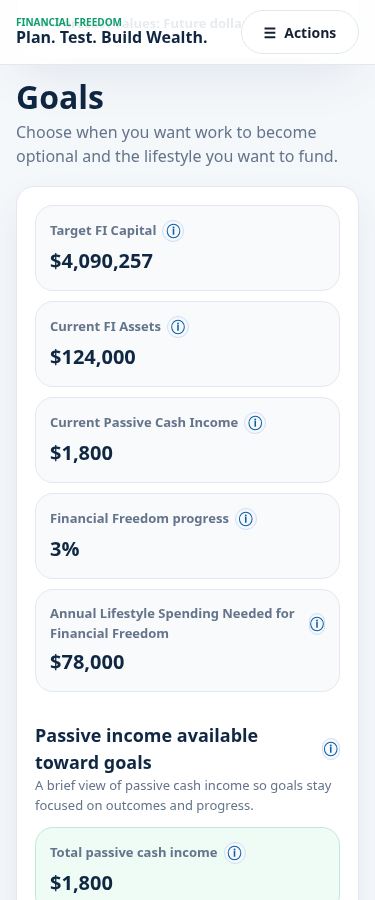 FINANCIAL FREEDOM
Plan. Test. Build Wealth.
☰ Actions
Goals
Choose when you want work to become
optional and the lifestyle you want to fund.
Target FI Capital ⓘ
$4,090,257
Current FI Assets ⓘ
$124,000
Current Passive Cash Income ⓘ
$1,800
Financial Freedom progress ⓘ
3%
Annual Lifestyle Spending Needed for
Financial Freedom ⓘ
$78,000
Passive income available
toward goals ⓘ
A brief view of passive cash income so goals stay
focused on outcomes and progress.
Total passive cash income ⓘ
$1,800